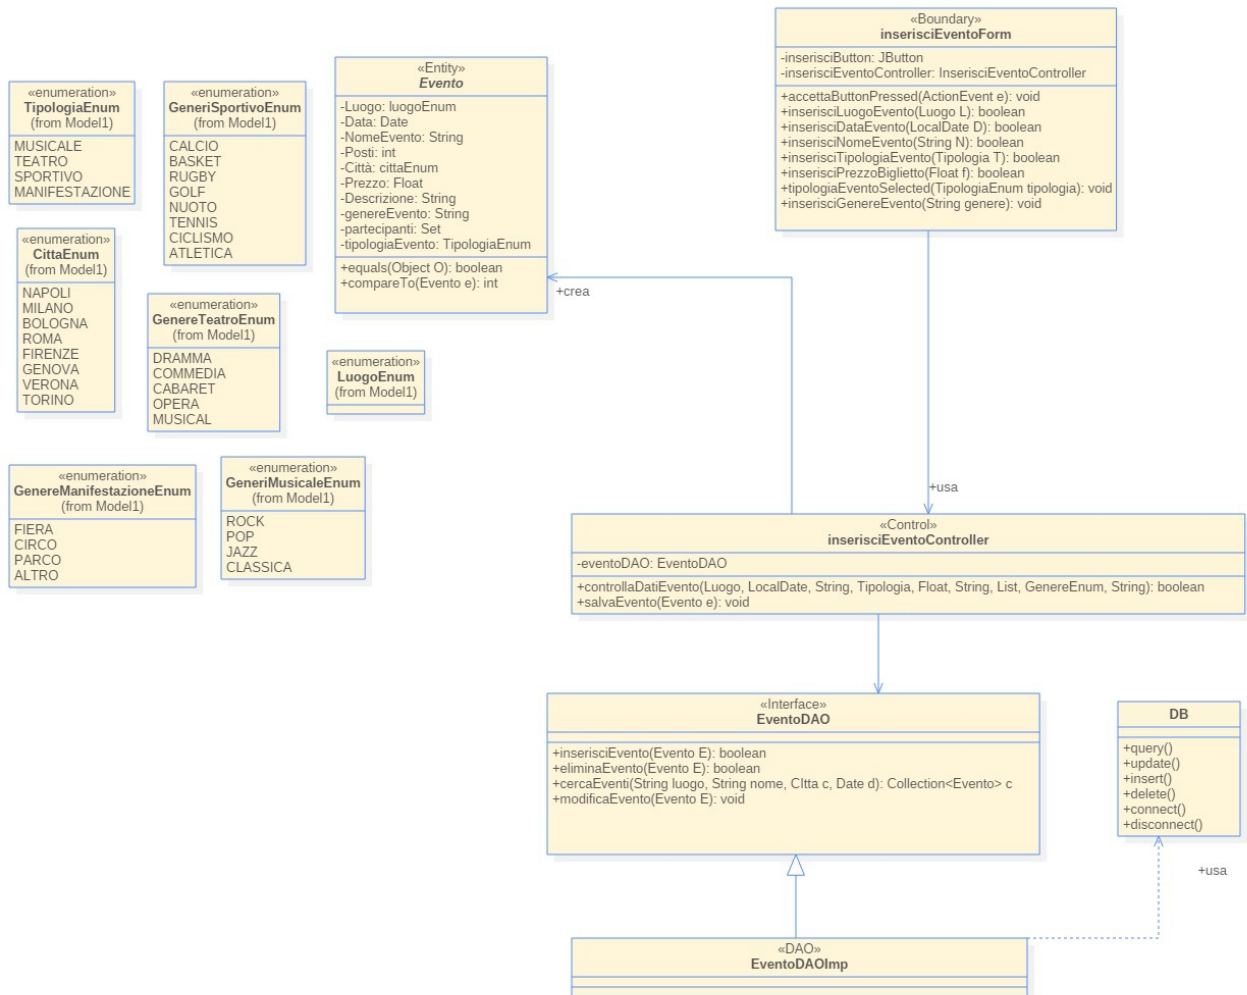 «Boundary»
inserisciEventoForm
-inserisciButton: JButton
-inserisciEventoController: InserisciEventoController
+accettaButtonPressed(ActionEvent e): void
+inserisciLuogoEvento(Luogo L): boolean
+inserisciDataEvento(LocalDate D): boolean
+inserisciNomeEvento(String N): boolean
+inserisciTipologiaEvento(Tipologia T): boolean
+inserisciPrezzoBiglietto(Float f): boolean
+tipologiaEventoSelected(TipologiaEnum tipologia): void
+inserisciGenereEvento(String genere): void
«Entity»
Evento
-Luogo: luogoEnum
-Data: Date
-NomeEvento: String
-Posti: int
-Città: cittaEnum
-Prezzo: Float
-Descrizione: String
-genereEvento: String
-partecipanti: Set
-tipologiaEvento: TipologiaEnum
+equals(Object O): boolean
+compareTo(Evento e): int
«enumeration»
TipologiaEnum
(from Model1)
MUSICALE
TEATRO
SPORTIVO
MANIFESTAZIONE
«enumeration»
GeneriSportivoEnum
(from Model1)
CALCIO
BASKET
RUGBY
GOLF
NUOTO
TENNIS
CICLISMO
ATLETICA
«enumeration»
CittaEnum
(from Model1)
NAPOLI
MILANO
BOLOGNA
ROMA
FIRENZE
GENOVA
VERONA
TORINO
«enumeration»
GenereTeatroEnum
(from Model1)
DRAMMA
COMMEDIA
CABARET
OPERA
MUSICAL
+crea
«enumeration»
LuogoEnum
(from Model1)
«enumeration»
GenereManifestazioneEnum
(from Model1)
FIERA
CIRCO
PARCO
ALTRO
«enumeration»
GeneriMusicaleEnum
(from Model1)
ROCK
POP
JAZZ
CLASSICA
+usa
«Control»
inserisciEventoController
-eventoDAO: EventoDAO
+controllaDatiEvento(Luogo, LocalDate, String, Tipologia, Float, String, List, GenereEnum, String): boolean
+salvaEvento(Evento e): void
«Interface»
EventoDAO
+inserisciEvento(Evento E): boolean
+eliminaEvento(Evento E): boolean
+cercaEventi(String luogo, String nome, CItta c, Date d): Collection<Evento> c
+modificaEvento(Evento E): void
DB
+query()
+update()
+insert()
+delete()
+connect()
+disconnect()
+usa
«DAO»
EventoDAOImp